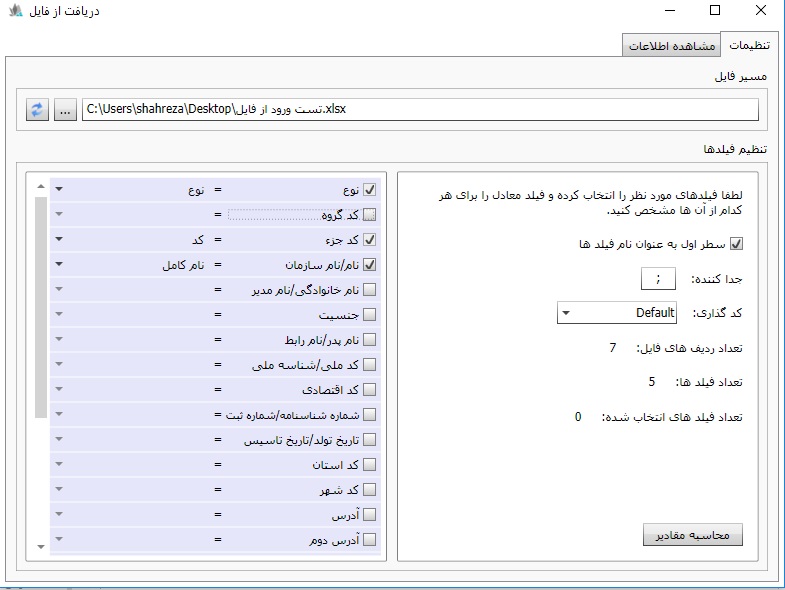 دریافت از فایل
تنظیمات
مشاهده اطلاعات
مسیر فایل
C:\Users\shahreza\Desktop\تست ورود از فایل.xlsx
...
تنظیم فیلدها
لطفا فیلدهای مورد نظر را انتخاب کرده و فیلد معادل را برای هر
کدام از آن ها مشخص کنید.
سطر اول به عنوان نام فیلد ها
جدا کننده: ;
کد گذاری: Default
تعداد ردیف های فایل: 7
تعداد فیلد ها: 5
تعداد فیلد های انتخاب شده: 0
محاسبه مقادیر
نوع = نوع
کد گروه =
کد جزء = کد
نام/نام سازمان = نام کامل
نام خانوادگی/نام مدیر =
جنسیت =
نام پدر/نام رابط =
کد ملی/شناسه ملی =
کد اقتصادی =
شماره شناسنامه/شماره ثبت =
تاریخ تولد/تاریخ تاسیس =
کد استان =
کد شهر =
آدرس =
آدرس دوم =